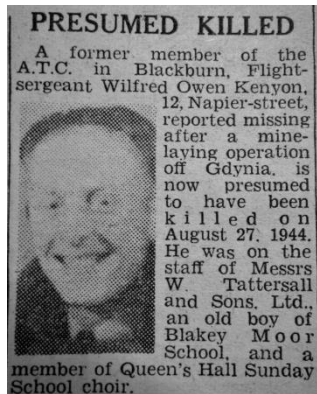 PRESUMED KILLED
A former member of the
A.T.C. in Blackburn, Flight-
sergeant Wilfred Owen Kenyon,
12, Napier-street,
reported missing
after a mine-
laying operation
off Gdynia, is
now presumed
to have been
killed on
August 27, 1944.
He was on the
staff of Messrs
W. Tattersall
and Sons, Ltd.,
an old boy of
Blakey Moor
School, and a
member of Queen's Hall Sunday
School choir.